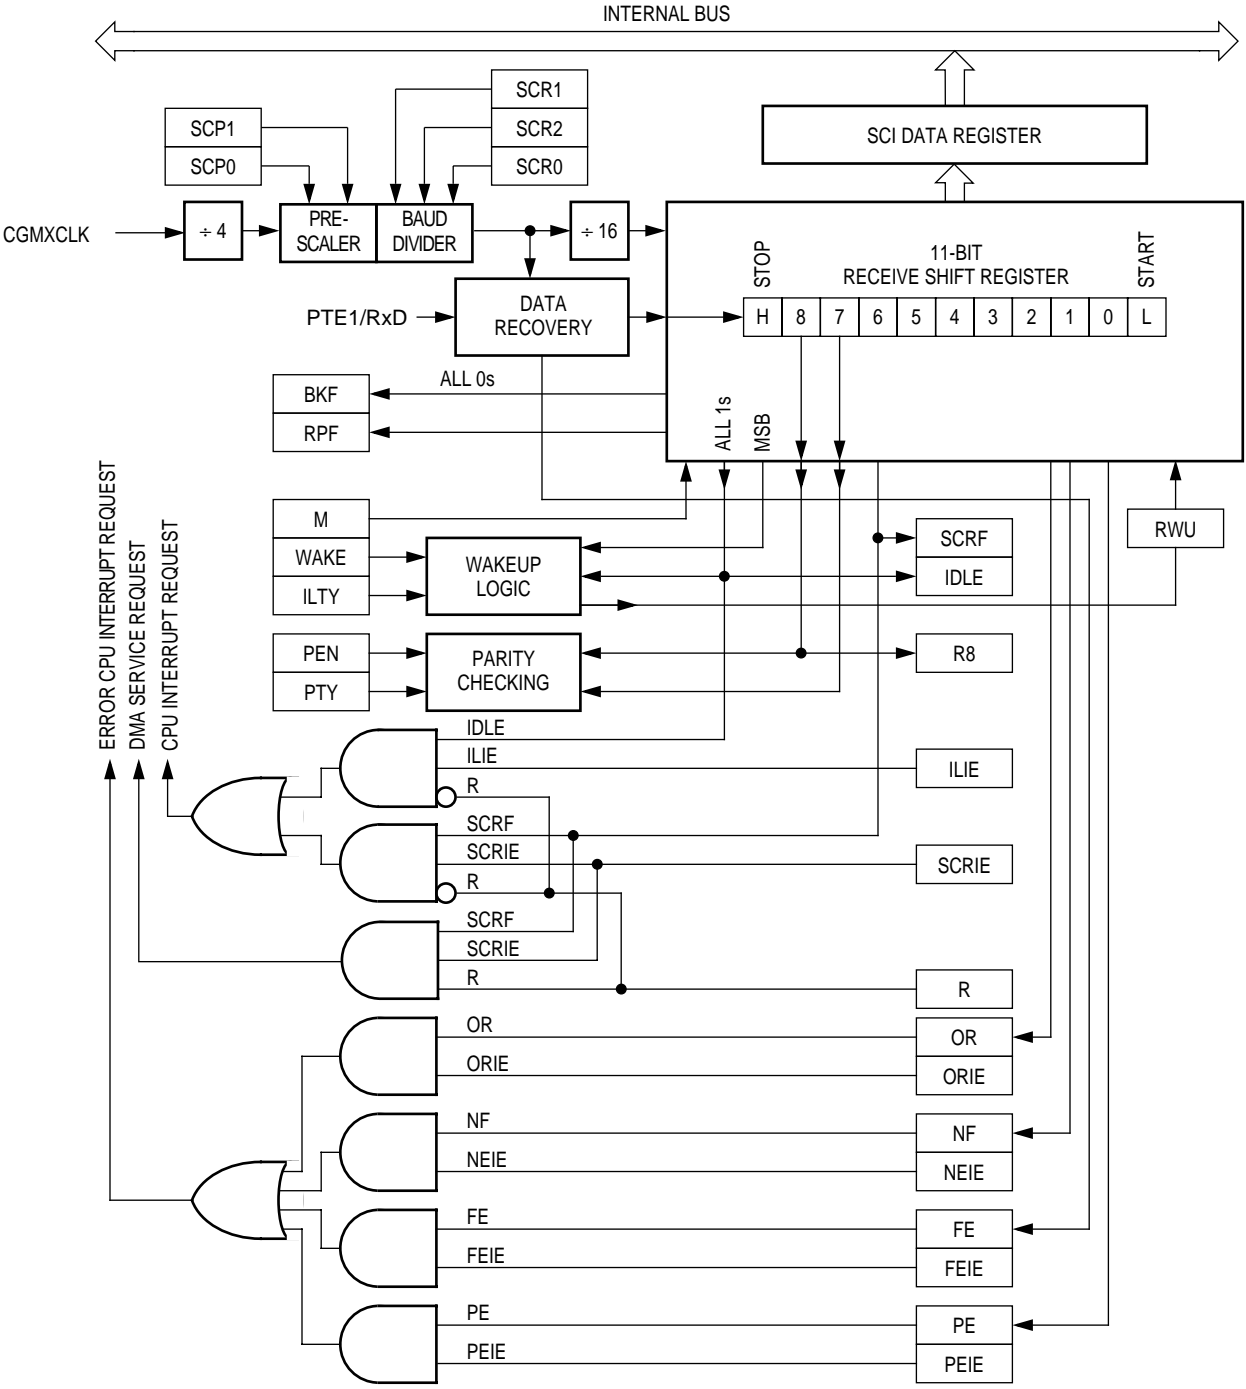 INTERNAL BUS
SCR1
SCP1
SCR2
SCI DATA REGISTER
SCP0
SCR0
CGMXCLK
÷ 4
PRE-
SCALER
BAUD
DIVIDER
÷ 16
STOP
11-BIT
RECEIVE SHIFT REGISTER
START
PTE1/RxD
DATA
RECOVERY
H 8 7 6 5 4 3 2 1 0 L
BKF
ALL 0s
RPF
ALL 1s
MSB
ERROR CPU INTERRUPT REQUEST
DMA SERVICE REQUEST
CPU INTERRUPT REQUEST
M
WAKE
ILTY
WAKEUP
LOGIC
SCRF
IDLE
RWU
PEN
PTY
PARITY
CHECKING
R8
IDLE
ILIE
ILIE
R
SCRF
SCRIE
SCRIE
R
SCRF
SCRIE
R
R
OR
OR
ORIE
ORIE
NF
NF
NEIE
NEIE
FE
FE
FEIE
FEIE
PE
PE
PEIE
PEIE